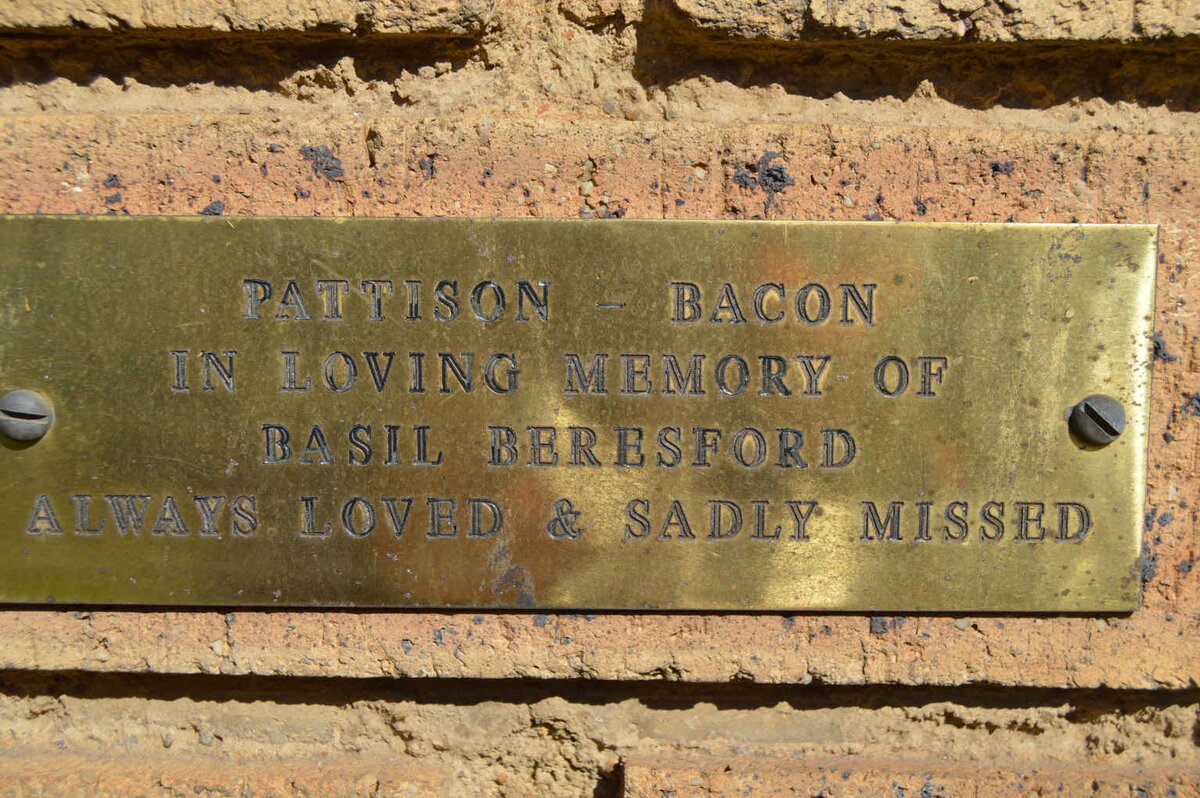 PATTISON - BACON
IN LOVING MEMORY OF
BASIL BERESFORD
ALWAYS LOVED & SADLY MISSED